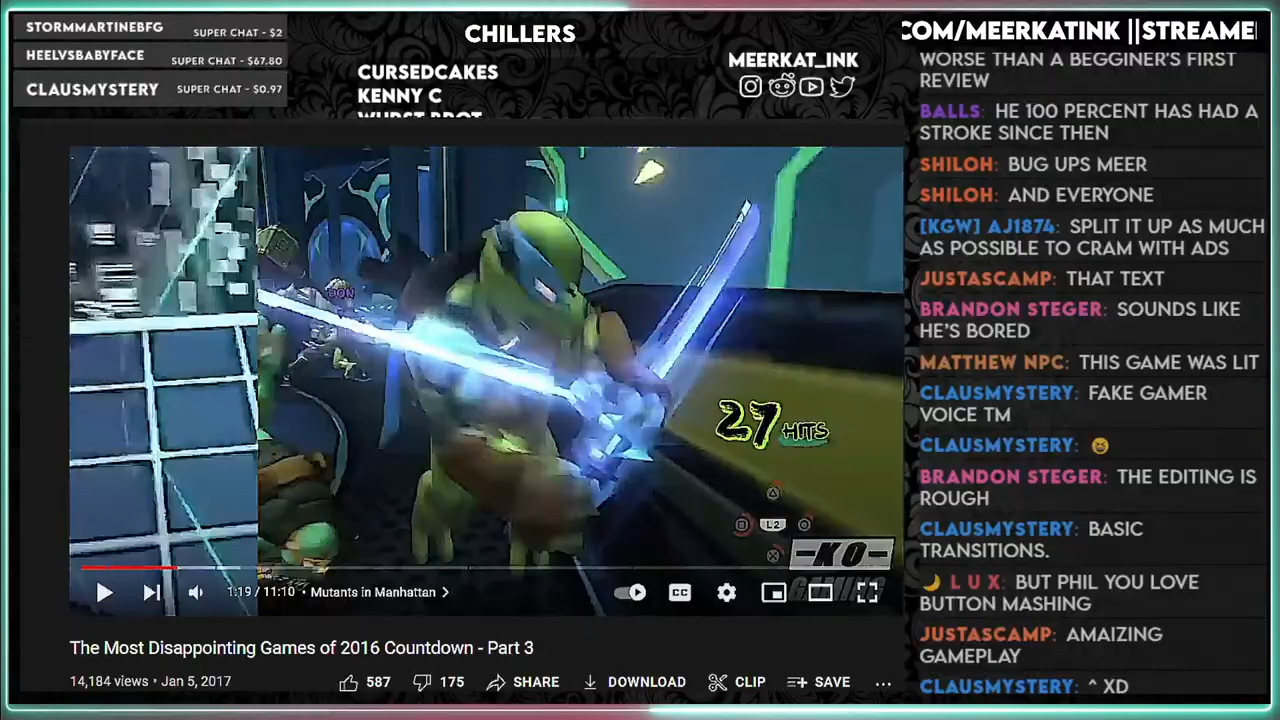 STORMMARTINEBFG SUPER CHAT - $2
HEELVSBABYFACE SUPER CHAT - $67.80
CLAUSMYSTERY SUPER CHAT - $0.97
CHILLERS
CURSEDCAKES
KENNY C
WURST BROT
MEERKAT_INK
.COM/MEERKATINK ||STREAME
WORSE THAN A BEGGINER'S FIRST
REVIEW
BALLS: HE 100 PERCENT HAS HAD A
STROKE SINCE THEN
SHILOH: BUG UPS MEER
SHILOH: AND EVERYONE
[KGW] AJ1874: SPLIT IT UP AS MUCH
AS POSSIBLE TO CRAM WITH ADS
JUSTASCAMP: THAT TEXT
BRANDON STEGER: SOUNDS LIKE
HE'S BORED
MATTHEW NPC: THIS GAME WAS LIT
CLAUSMYSTERY: FAKE GAMER
VOICE TM
CLAUSMYSTERY: 😆
BRANDON STEGER: THE EDITING IS
ROUGH
CLAUSMYSTERY: BASIC
TRANSITIONS.
🌙 L U X: BUT PHIL YOU LOVE
BUTTON MASHING
JUSTASCAMP: AMAIZING
GAMEPLAY
CLAUSMYSTERY: ^ XD
DON
27 HITS
L2
-KO-
GAMING
1:19 / 11:10 • Mutants in Manhattan >
CC
The Most Disappointing Games of 2016 Countdown - Part 3
14,184 views • Jan 5, 2017
587 175 SHARE DOWNLOAD CLIP SAVE ...